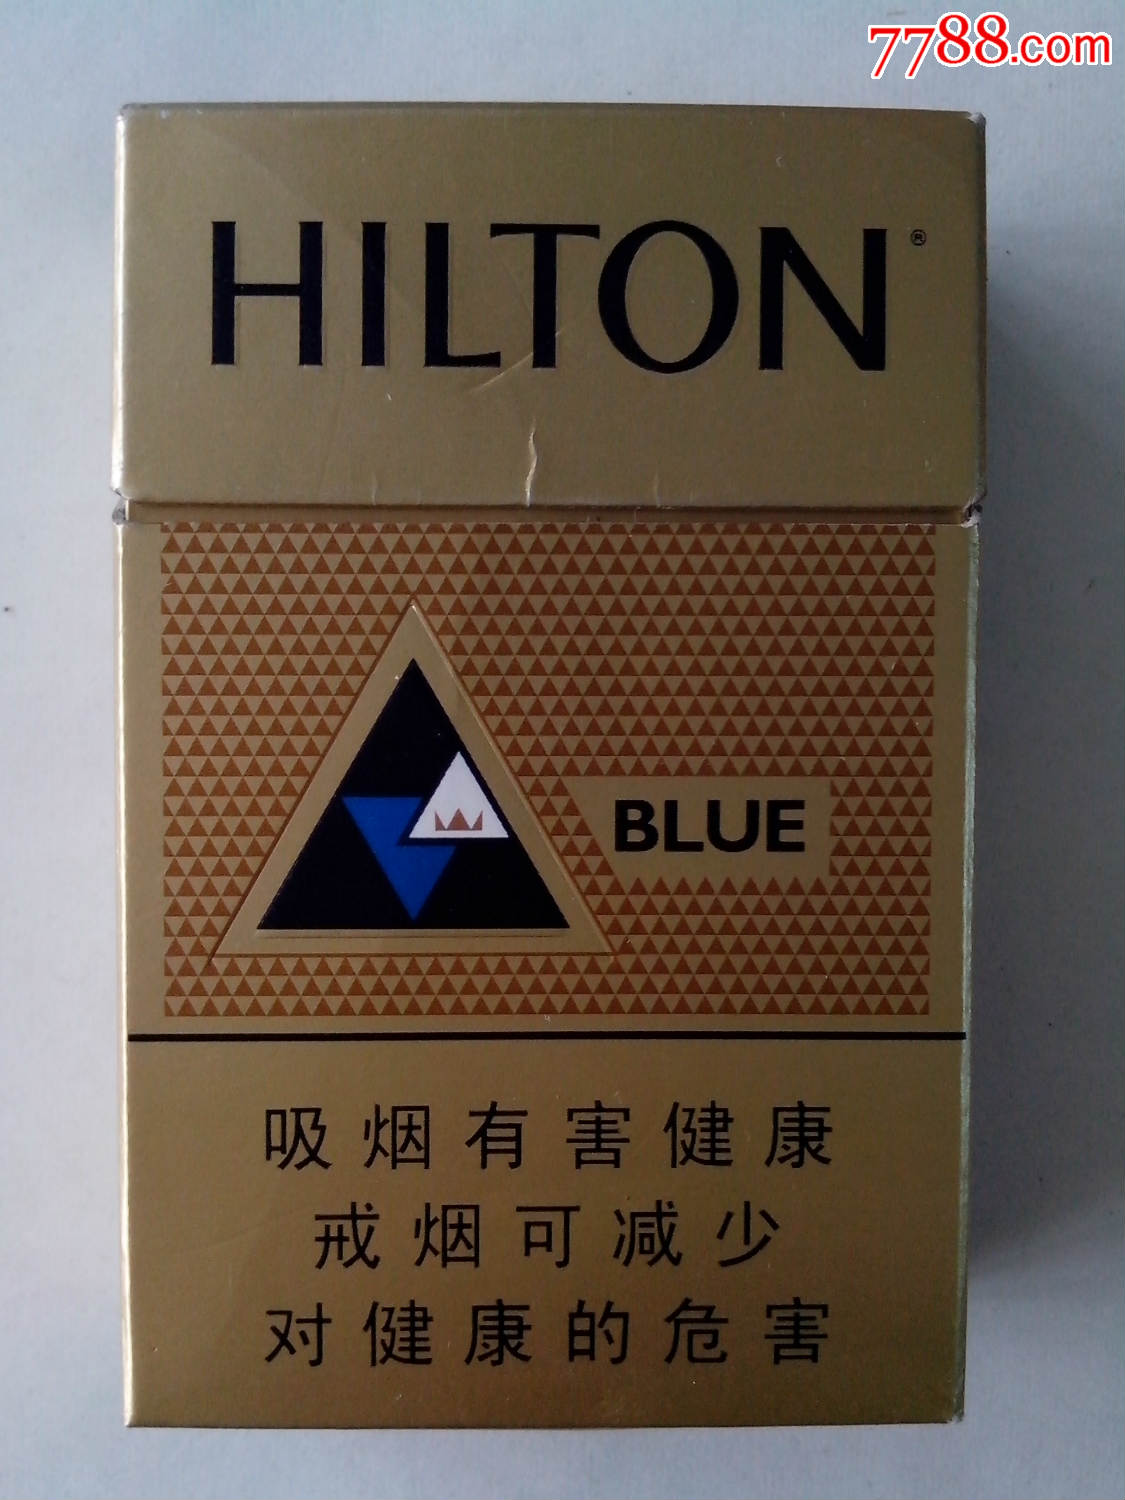 7788.com
HILTON®
BLUE
吸烟有害健康
戒烟可减少
对健康的危害